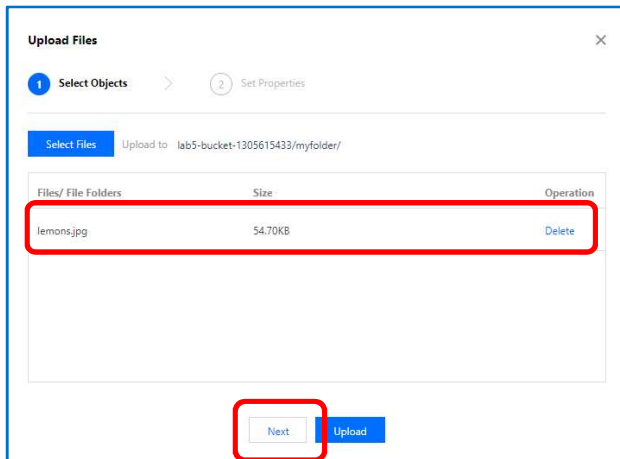 Upload Files
1 Select Objects 2 Set Properties
Select Files Upload to lab5-bucket-1305615433/myfolder/
Files/ File Folders Size Operation
lemons.jpg 54.70KB Delete
Next Upload